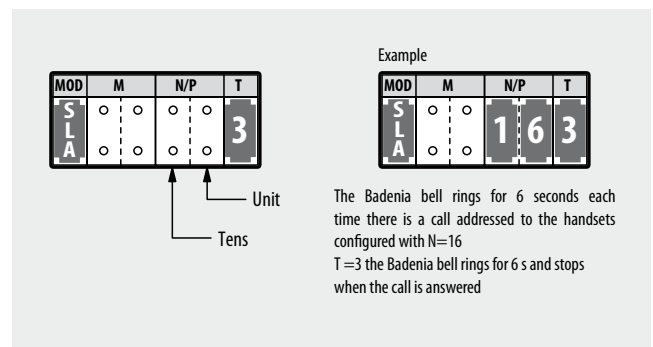 Example
MOD M N/P T
SLA 3
Unit
Tens
MOD M N/P T
SLA 1 6 3
The Badenia bell rings for 6 seconds each
time there is a call addressed to the handsets
configured with N=16
T =3 the Badenia bell rings for 6 s and stops
when the call is answered